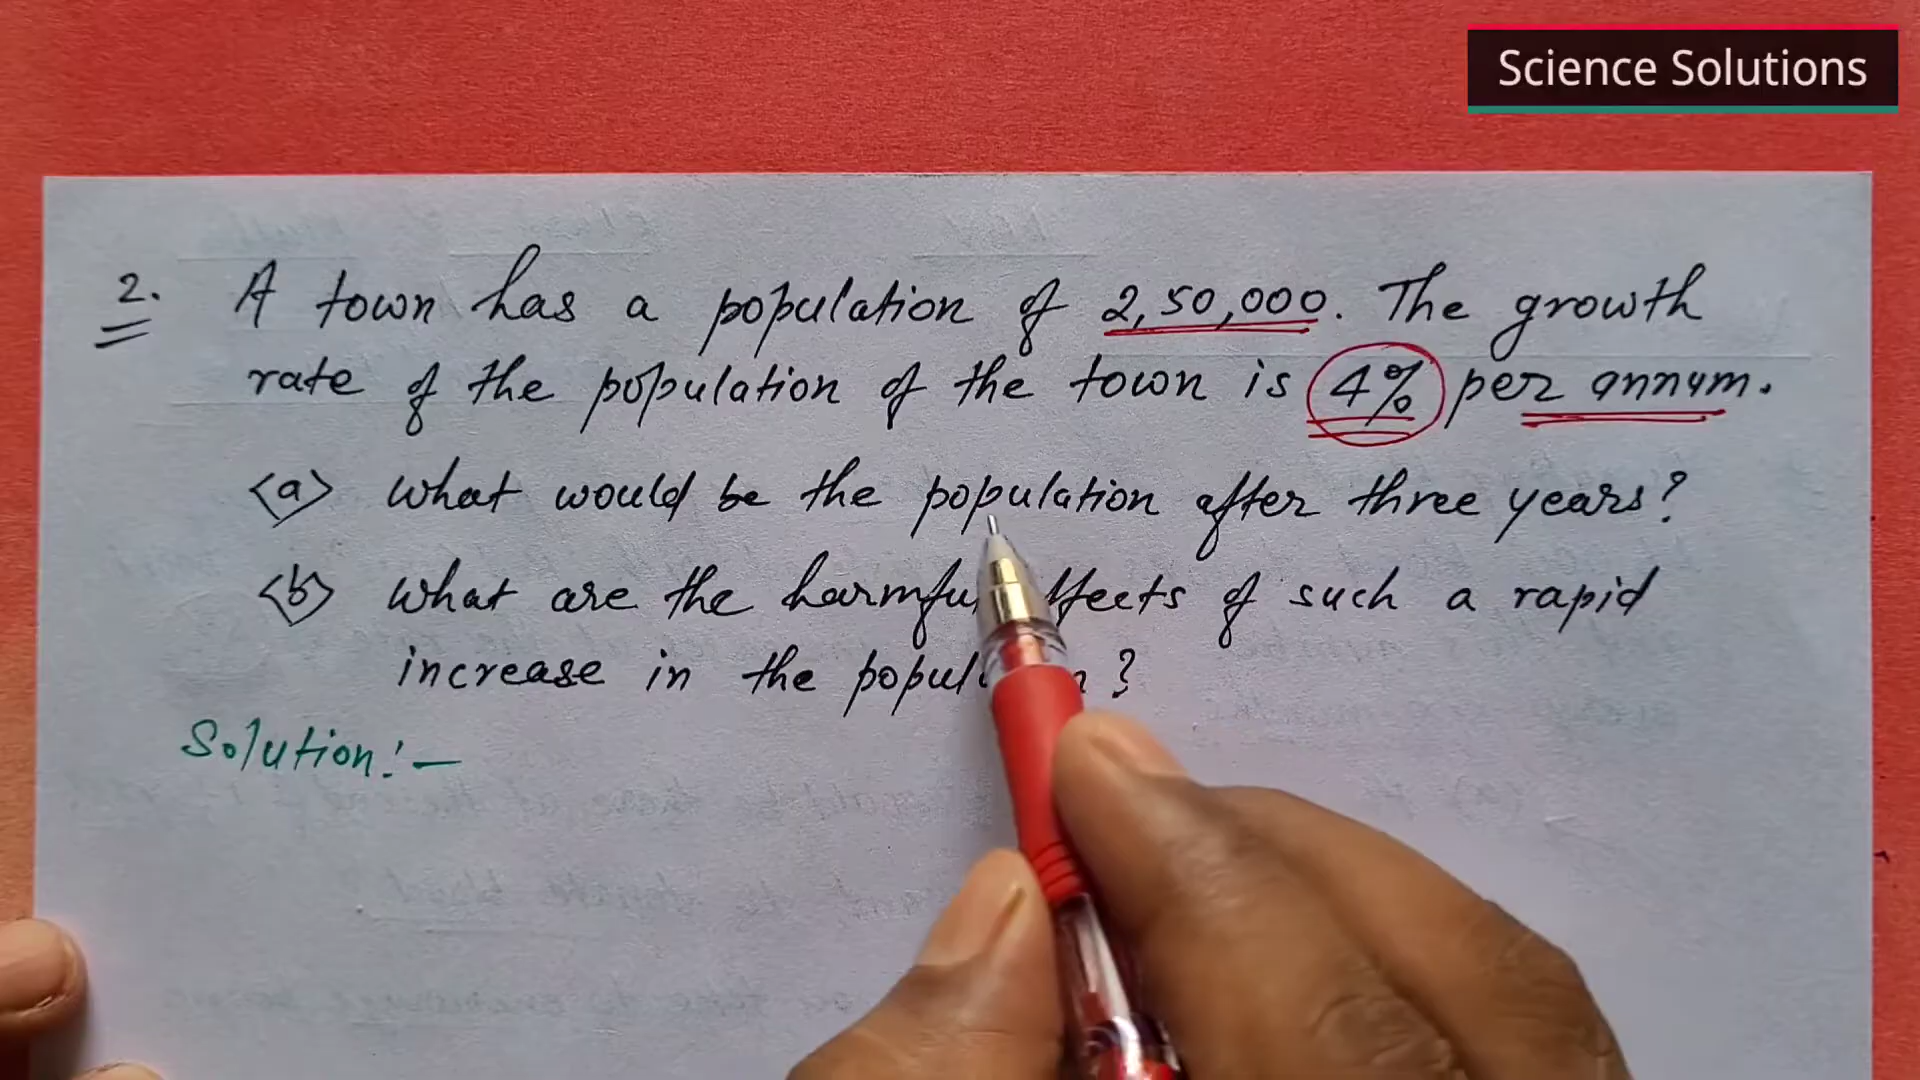 Science Solutions
2. A town has a population of 2,50,000. The growth
rate of the population of the town is 4% per annum.
<a> What would be the population after three years?
<b> What are the harmful effects of such a rapid
increase in the population?
Solution:-